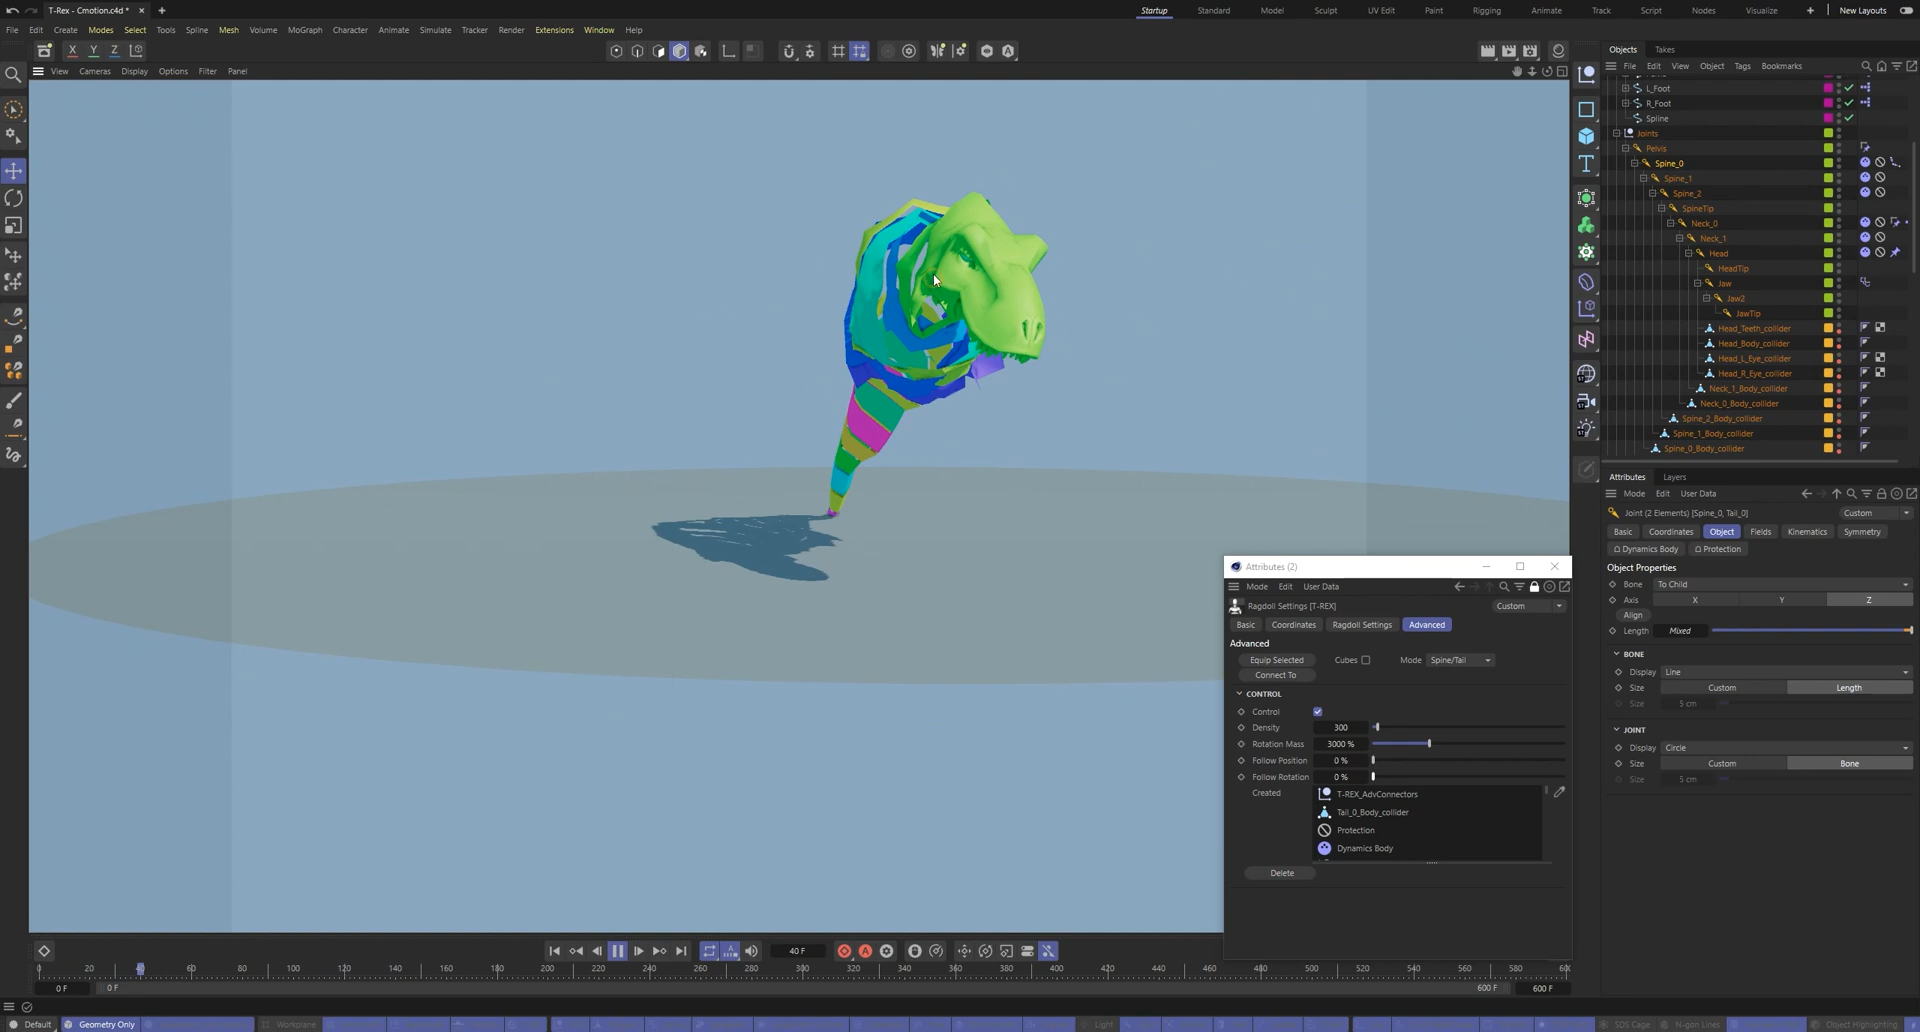 T-Rex - Cmotion.c4d *
Startup Standard Model Sculpt UV Edit Paint Rigging Animate Track Script Nodes Visualize New Layouts
File Edit Create Modes Select Tools Spline Mesh Volume MoGraph Character Animate Simulate Tracker Render Extensions Window Help
X Y Z
View Cameras Display Options Filter Panel
Objects Takes
File Edit View Object Tags Bookmarks
L_Foot
R_Foot
Spline
Joints
Pelvis
Spine_0
Spine_1
Spine_2
SpineTip
Neck_0
Neck_1
Head
HeadTip
Jaw
Jaw2
JawTip
Head_Teeth_collider
Head_Body_collider
Head_L_Eye_collider
Head_R_Eye_collider
Neck_1_Body_collider
Neck_0_Body_collider
Spine_2_Body_collider
Spine_1_Body_collider
Spine_0_Body_collider
Attributes Layers
Mode Edit User Data
Joint (2 Elements) [Spine_0, Tail_0] Custom
Basic Coordinates Object Fields Kinematics Symmetry
Dynamics Body Protection
Object Properties
Bone To Child
Axis X Y Z
Align
Length Mixed
BONE
Display Line
Size Custom Length
Size 5 cm
JOINT
Display Circle
Size Custom Bone
Size 5 cm
Attributes (2)
Mode Edit User Data
Ragdoll Settings [T-REX] Custom
Basic Coordinates Ragdoll Settings Advanced
Advanced
Equip Selected Cubes Mode Spine/Tail
Connect To
CONTROL
Control
Density 300
Rotation Mass 3000 %
Follow Position 0 %
Follow Rotation 0 %
Created T-REX_AdvConnectors
Tail_0_Body_collider
Protection
Dynamics Body
Delete
40 F
0 20 40 60 80 100 120 140 160 180 200 220 240 260 280 300 320 340 360 380 400 420 440 460 480 500 520 540 560 580 60
0 F 0 F 600 F 600 F
Default Geometry Only Workplane Light SDS Cage N-gon Lines Object Highlighting